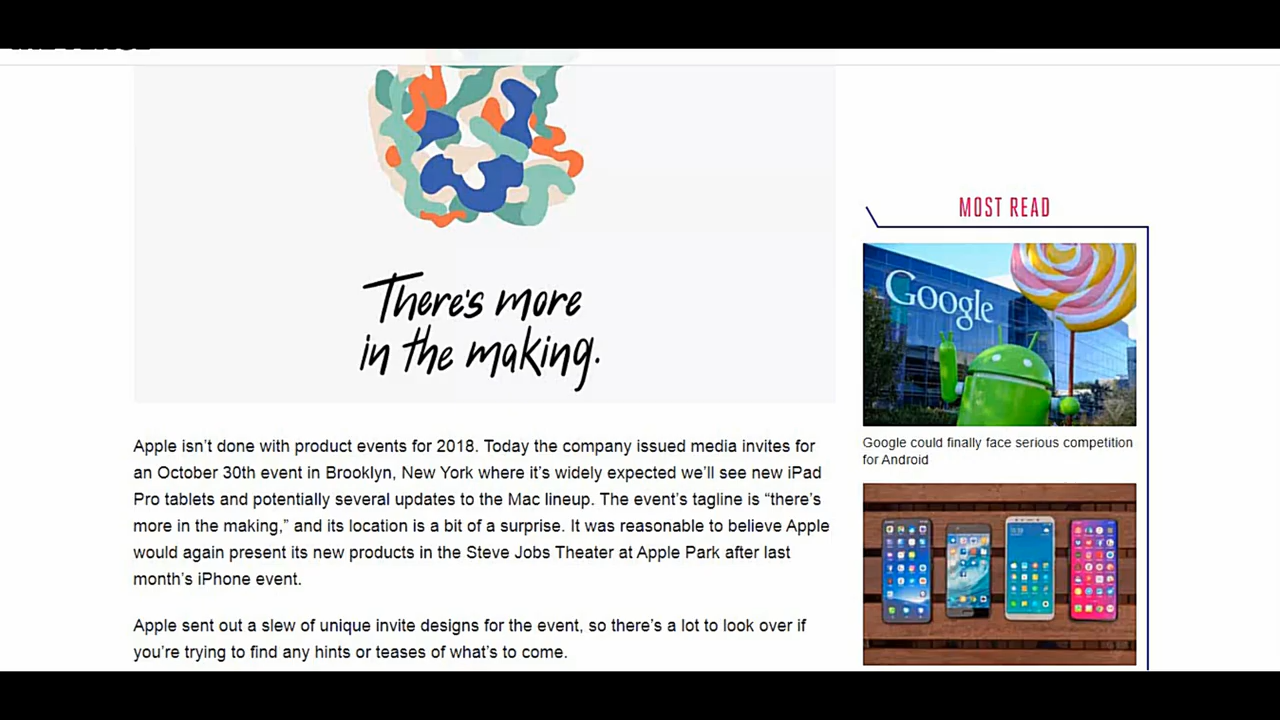 There's more
in the making.
MOST READ
Google
Google could finally face serious competition
for Android
Apple isn’t done with product events for 2018. Today the company issued media invites for
an October 30th event in Brooklyn, New York where it’s widely expected we’ll see new iPad
Pro tablets and potentially several updates to the Mac lineup. The event’s tagline is “there’s
more in the making,” and its location is a bit of a surprise. It was reasonable to believe Apple
would again present its new products in the Steve Jobs Theater at Apple Park after last
month’s iPhone event.
Apple sent out a slew of unique invite designs for the event, so there’s a lot to look over if
you’re trying to find any hints or teases of what’s to come.